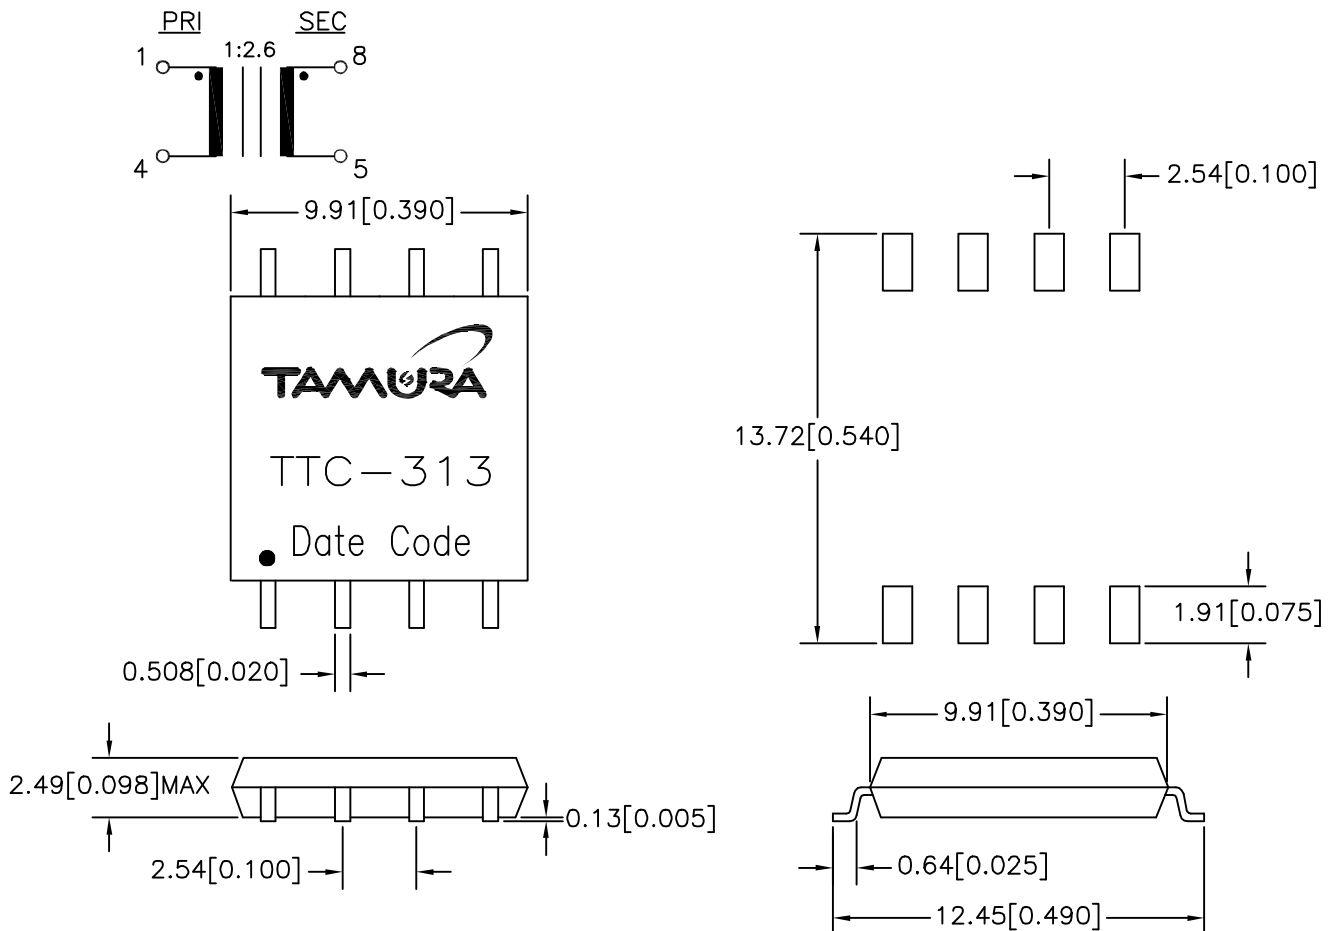 PRI SEC
1 1:2.6 8
4 5
2.54[0.100]
9.91[0.390]
TAMURA
13.72[0.540]
TTC-313
Date Code
1.91[0.075]
0.508[0.020]
9.91[0.390]
2.49[0.098]MAX
0.13[0.005]
2.54[0.100]
0.64[0.025]
12.45[0.490]